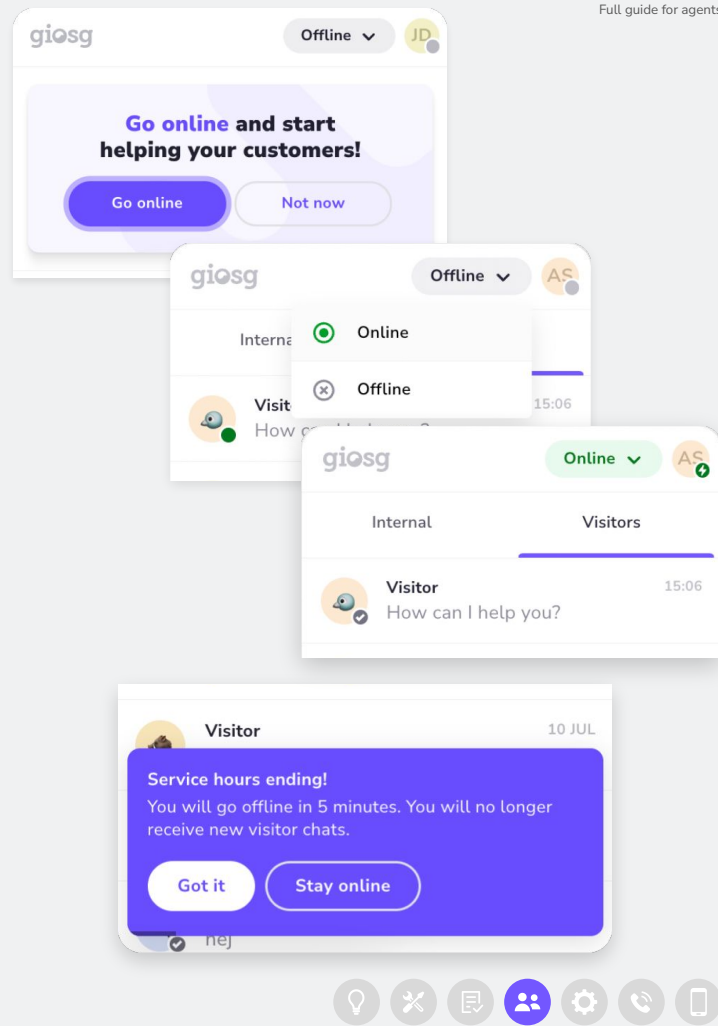 Full guide for agents
giosg
Offline
JD
Go online and start
helping your customers!
Go online
Not now
giosg
Offline
AS
Online
Offline
15:06
giosg
Online
AS
Internal
Visitors
Visitor
15:06
How can I help you?
Visitor
10 JUL
Service hours ending!
You will go offline in 5 minutes. You will no longer
receive new visitor chats.
Got it
Stay online
hej